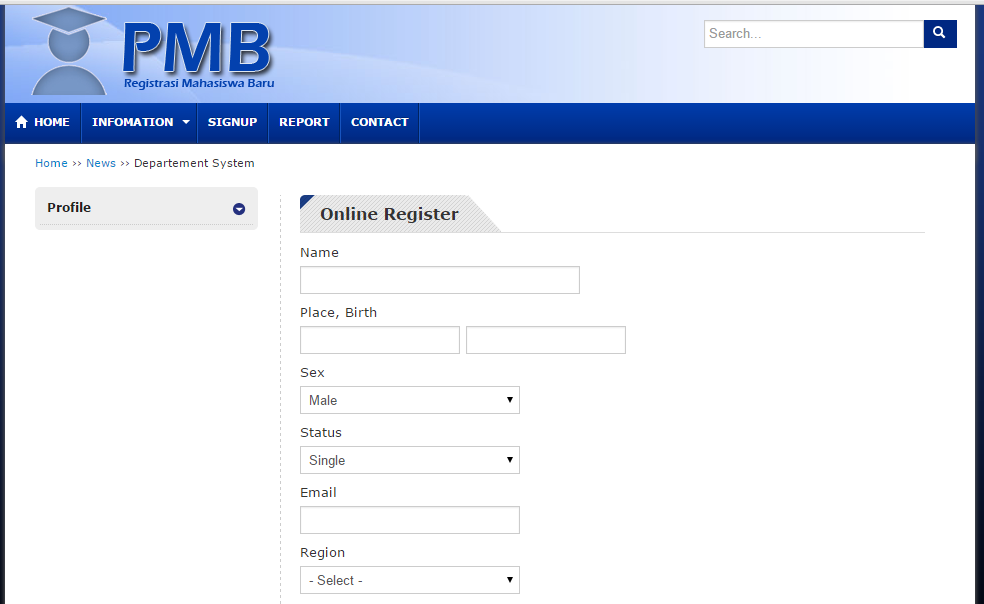 PMB
Registrasi Mahasiswa Baru
Search...
HOME INFOMATION SIGNUP REPORT CONTACT
Home >> News >> Departement System
Profile
Online Register
Name
Place, Birth
Sex
Male
Status
Single
Email
Region
- Select -